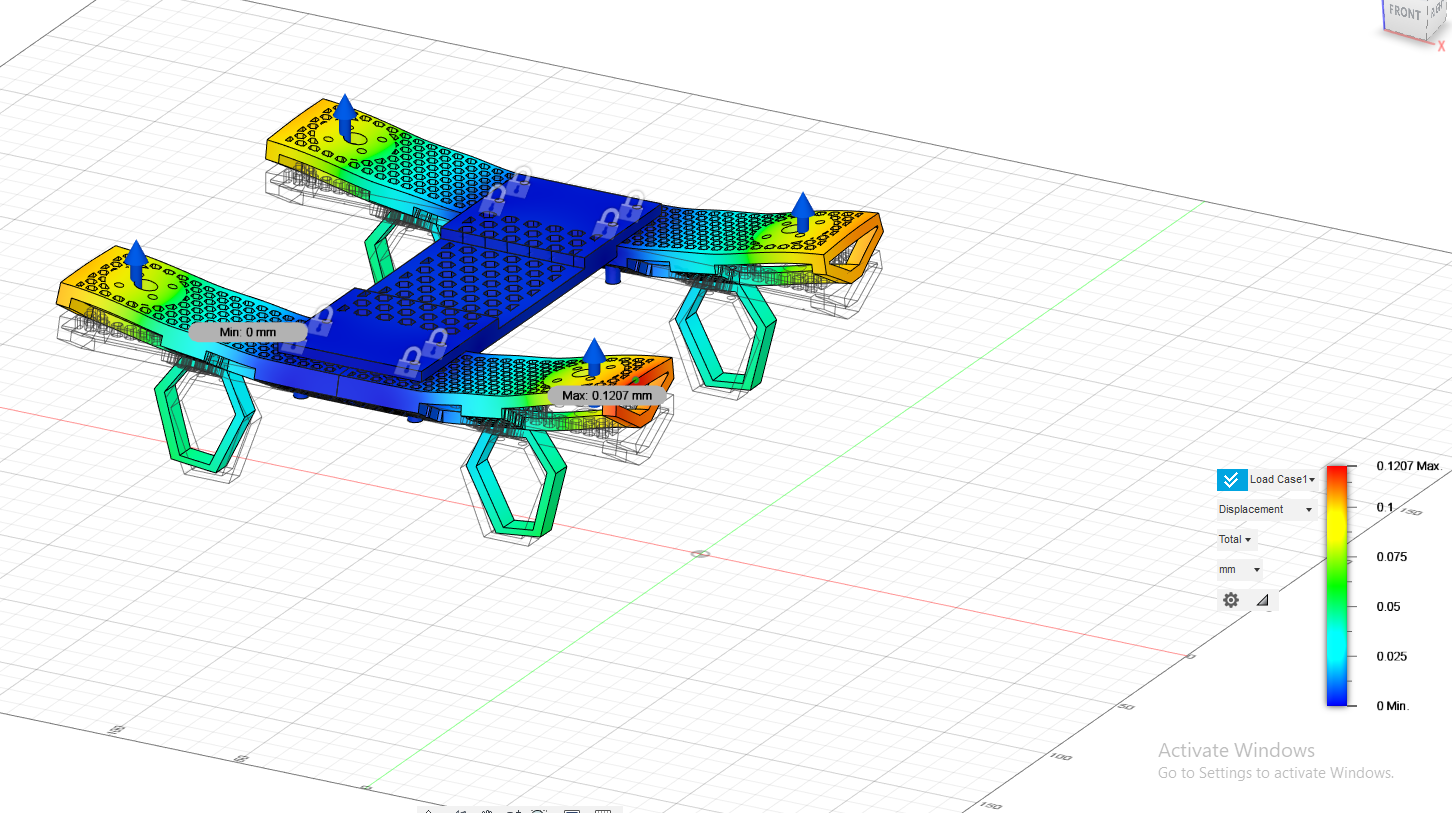 FRONT
X
Min: 0 mm
Max: 0.1207 mm
Load Case1
Displacement
Total
mm
0.1207 Max.
0.1
0.075
0.05
0.025
0 Min.
150
50
100
150
Activate Windows
Go to Settings to activate Windows.